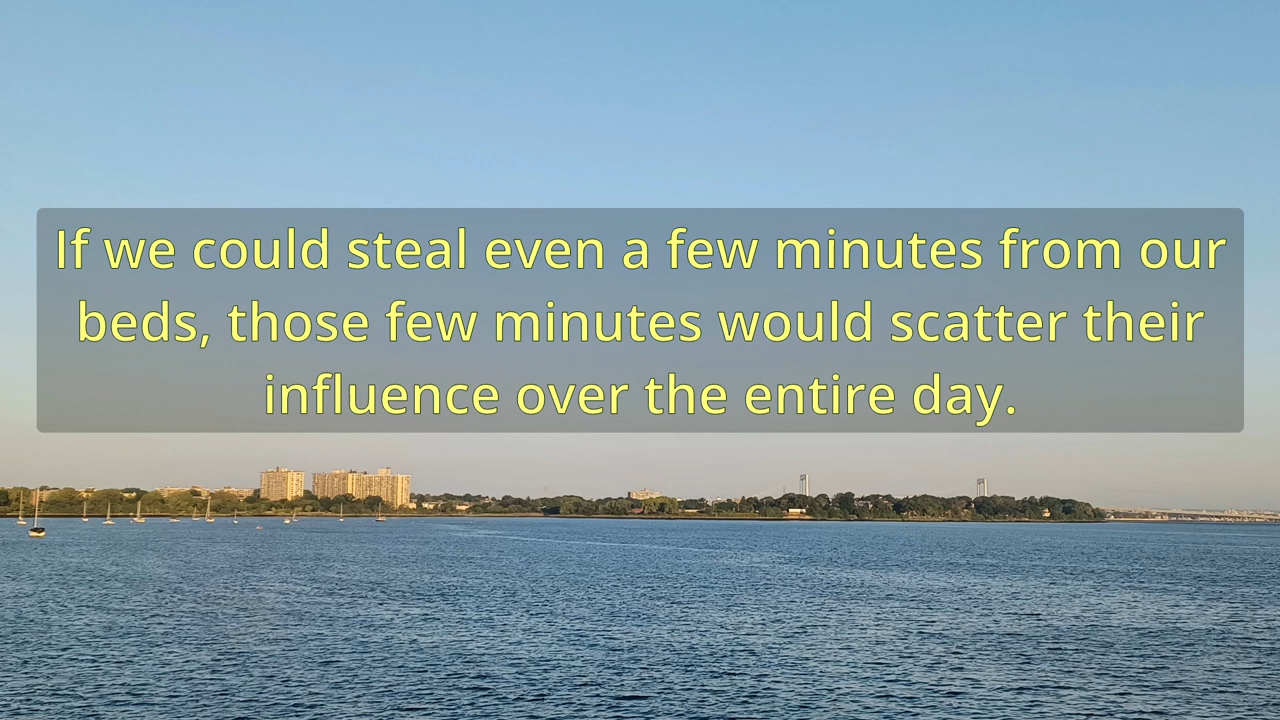 If we could steal even a few minutes from our
beds, those few minutes would scatter their
influence over the entire day.